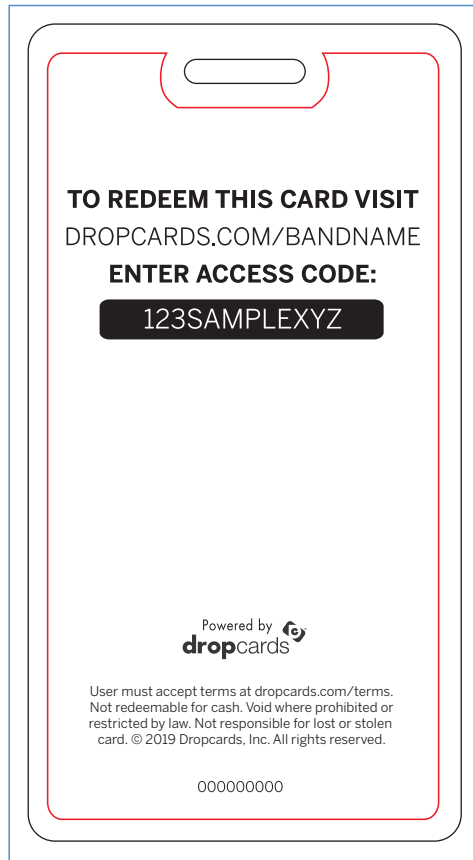 TO REDEEM THIS CARD VISIT
DROPCARDS.COM/BANDNAME
ENTER ACCESS CODE:
123SAMPLEXYZ
Powered by
dropcards™
User must accept terms at dropcards.com/terms.
Not redeemable for cash. Void where prohibited or
restricted by law. Not responsible for lost or stolen
card. © 2019 Dropcards, Inc. All rights reserved.
000000000